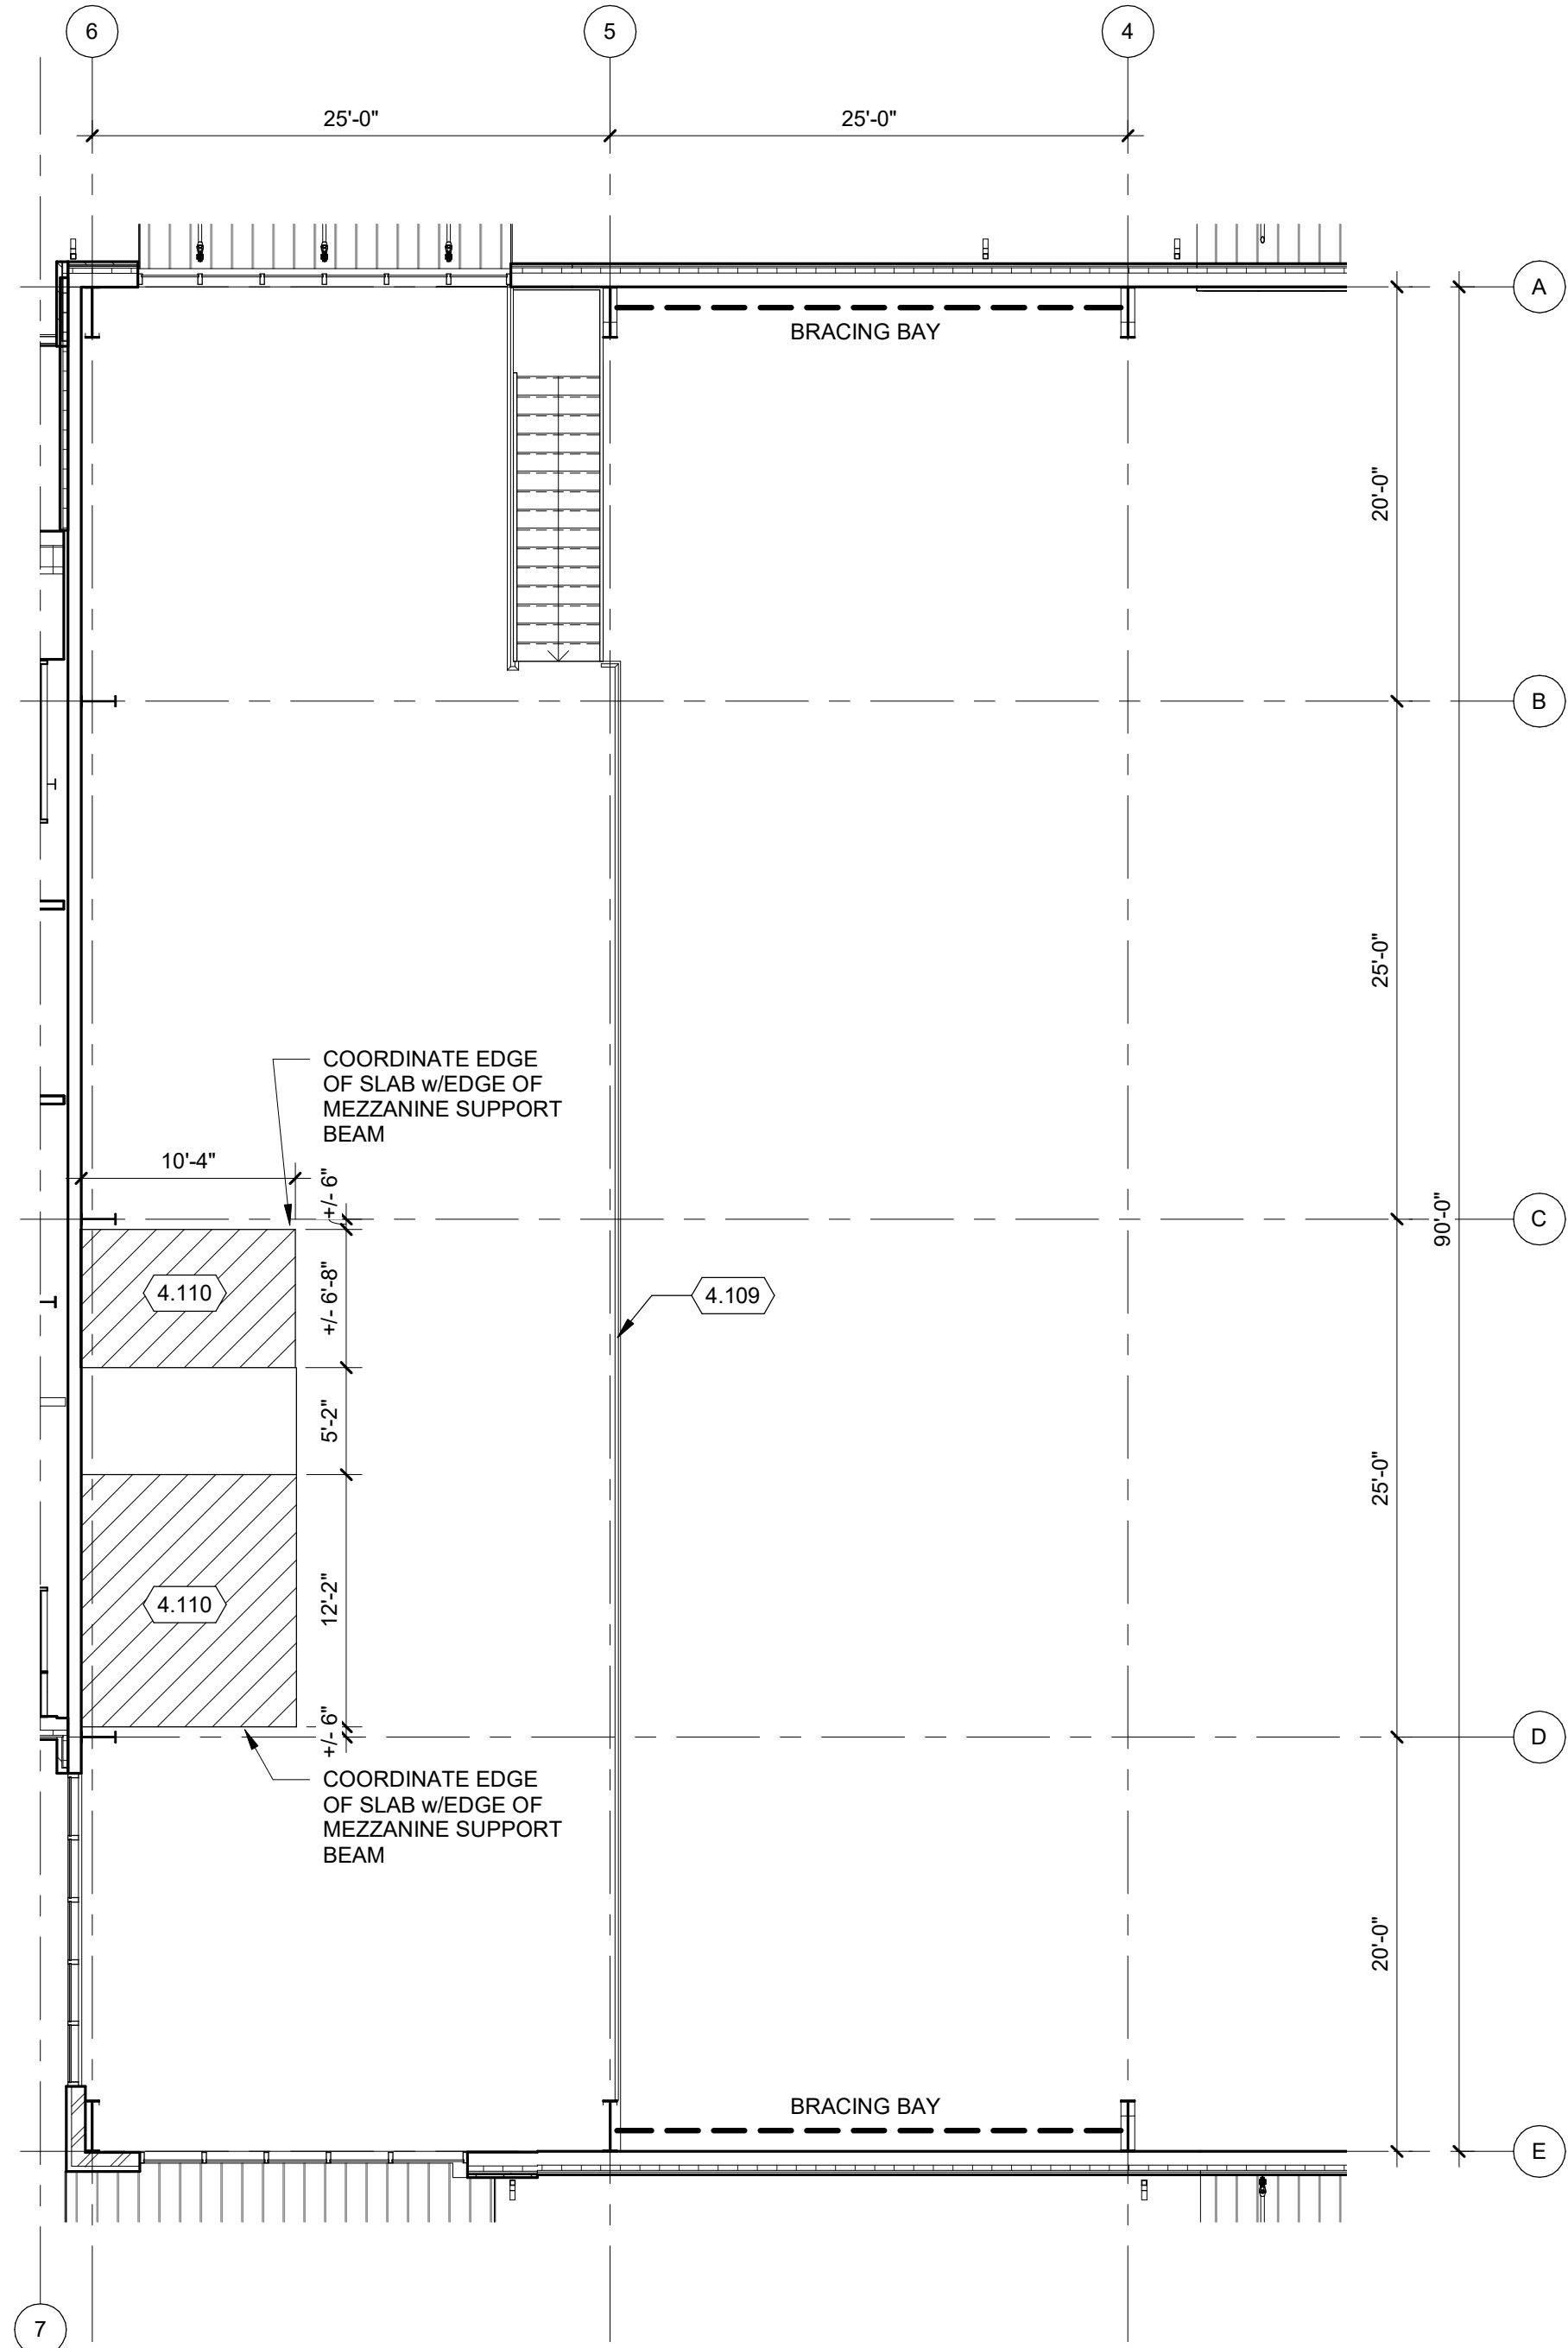 6
5
4
25'-0"
25'-0"
A
BRACING BAY
20'-0"
B
25'-0"
COORDINATE EDGE
OF SLAB w/EDGE OF
MEZZANINE SUPPORT
BEAM
10'-4"
+/- 6"
C
90'-0"
4.110
+/- 6'-8"
4.109
5'-2"
25'-0"
4.110
12'-2"
+/- 6"
D
COORDINATE EDGE
OF SLAB w/EDGE OF
MEZZANINE SUPPORT
BEAM
20'-0"
BRACING BAY
E
7